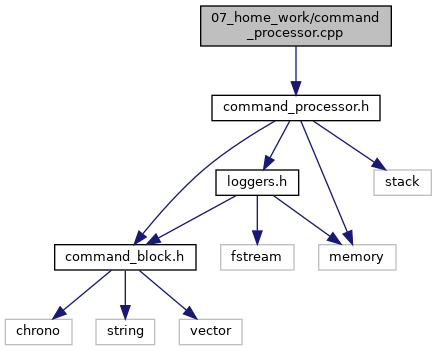 07_home_work/command
_processor.cpp
command_processor.h
loggers.h
stack
command_block.h
fstream
memory
chrono
string
vector